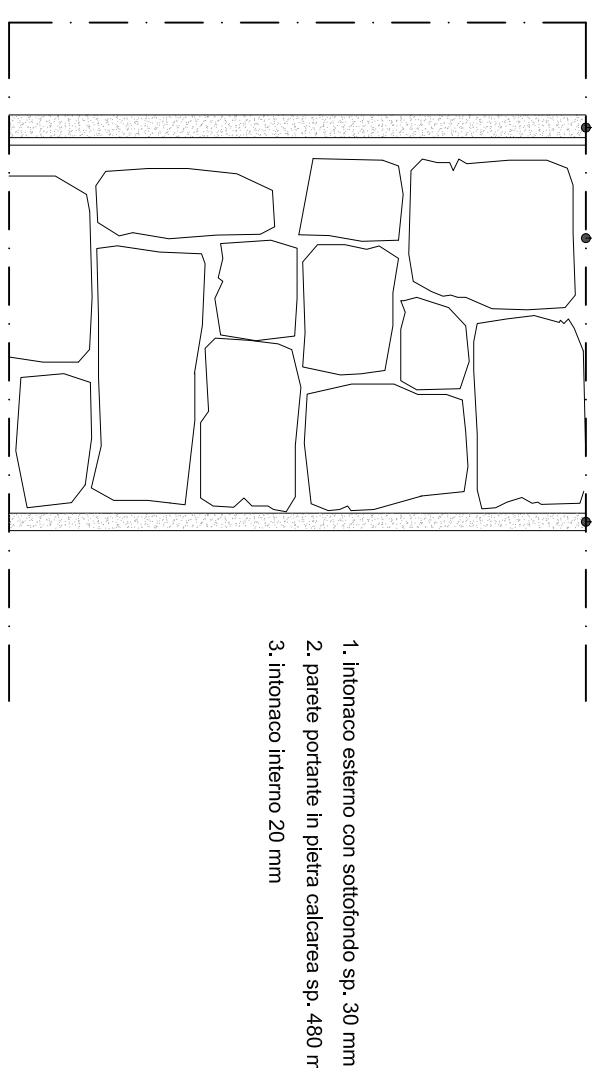 1. intonaco esterno con sottofondo sp. 30 mm
2. parete portante in pietra calcarea sp. 480 m
3. intonaco interno 20 mm